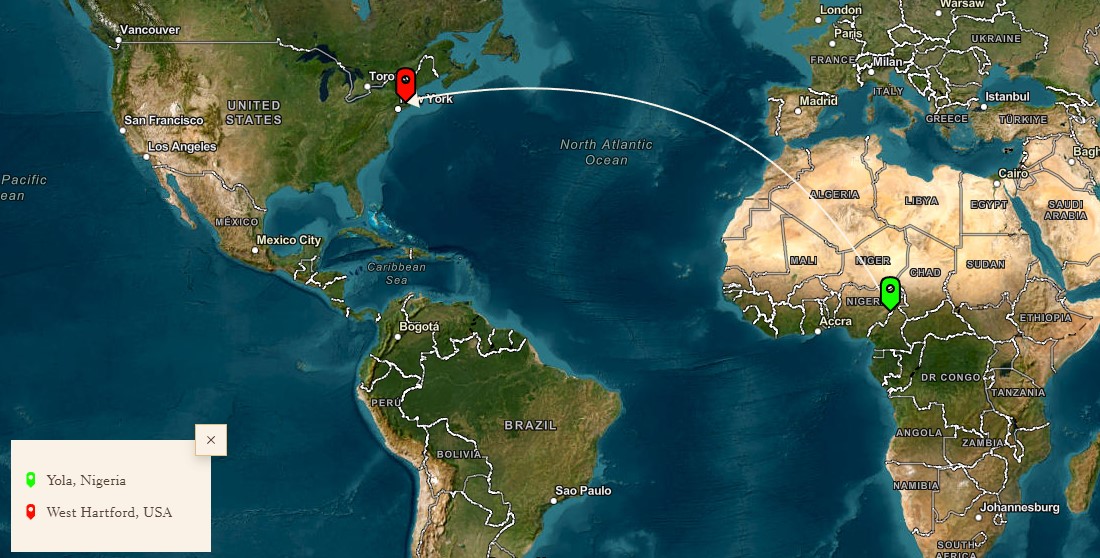 Vancouver
UNITED
STATES
San Francisco
Los Angeles
Pacific
ean
MÉXICO
Mexico City
Toro
York
North Atlantic
Ocean
Caribbean
Sea
Bogotá
PERU
BRAZIL
BOLIVIA
Sao Paulo
London
Warsaw
Paris
UKRAINE
FRANCE
Milan
ITALY
Madrid
Istanbul
GREECE
TÜRKIYE
Bagh
Cairo
ALGERIA
LIBYA
EGYPT
SAUDI
ARABIA
MALI
NIGER
CHAD
SUDAN
NIGER
ETHIOPIA
Accra
DR CONGO
TANZANIA
ANGOLA
ZAMBIA
NAMIBIA
Johannesburg
SOUTH
AFRICA
Yola, Nigeria
West Hartford, USA